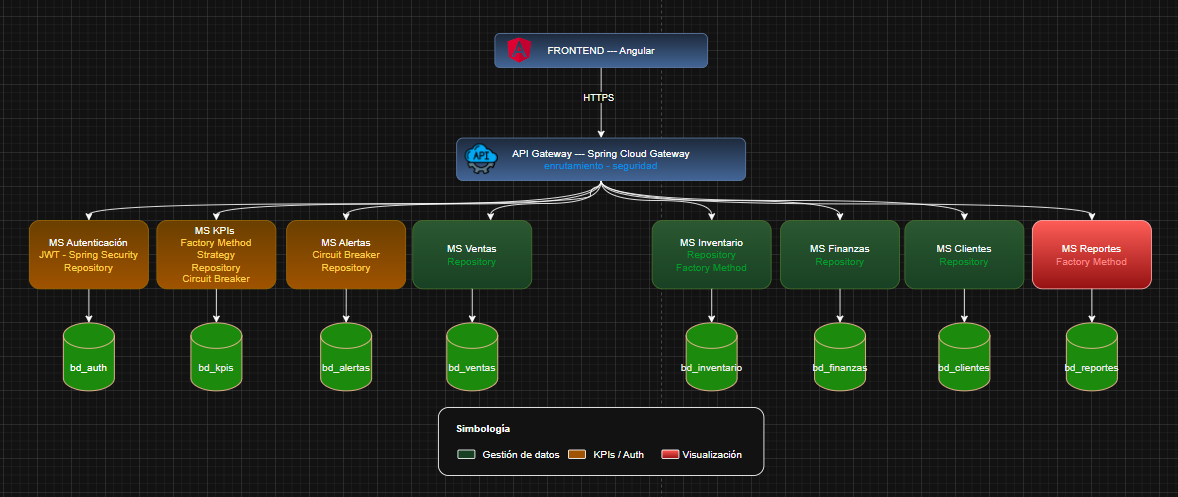 FRONTEND --- Angular
HTTPS
API
API Gateway --- Spring Cloud Gateway
enrutamiento - seguridad
MS Autenticación
JWT - Spring Security
Repository
MS KPIs
Factory Method
Strategy
Repository
Circuit Breaker
MS Alertas
Circuit Breaker
Repository
MS Ventas
Repository
MS Inventario
Repository
Factory Method
MS Finanzas
Repository
MS Clientes
Repository
MS Reportes
Factory Method
bd_auth
bd_kpis
bd_alertas
bd_ventas
bd_inventario
bd_finanzas
bd_clientes
bd_reportes
Simbología
Gestión de datos
KPIs / Auth
Visualización